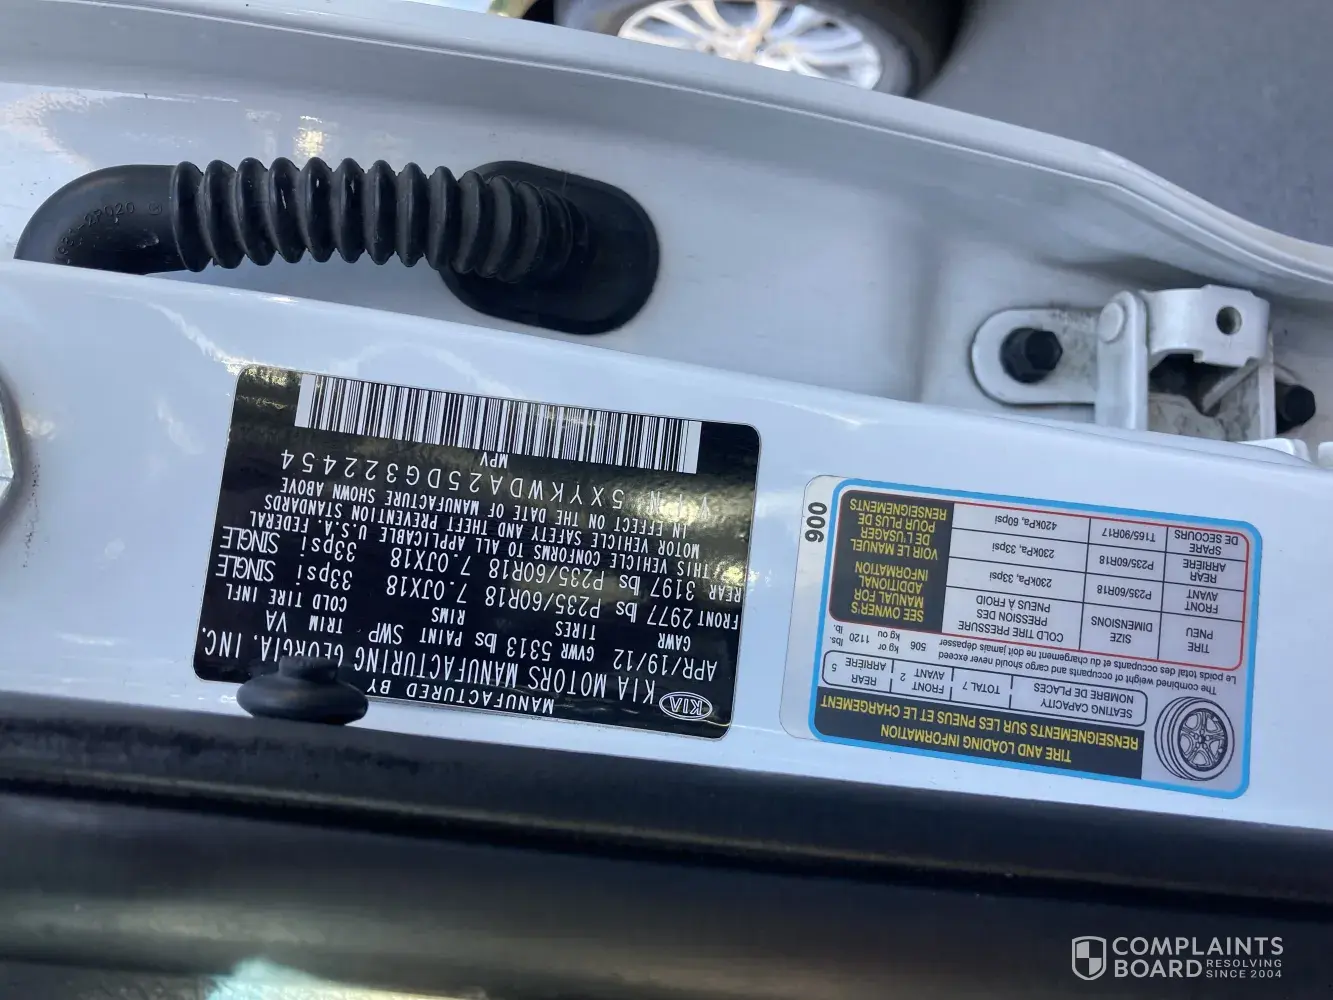 MANUFACTURED BY
KIA
KIA MOTORS MANUFACTURING GEORGIA, INC.
APR/19/12 PAINT SWP TRIM VA
GVWR 5313 lbs
GAWR TIRES RIMS COLD TIRE INFL
FRONT 2977 lbs P235/60R18 7.0JX18 33psi SINGLE
REAR 3197 lbs P235/60R18 7.0JX18 33psi SINGLE
THIS VEHICLE CONFORMS TO ALL APPLICABLE U.S.A. FEDERAL
MOTOR VEHICLE SAFETY AND THEFT PREVENTION STANDARDS
IN EFFECT ON THE DATE OF MANUFACTURE SHOWN ABOVE
VIN: 5XYKWDA25DG322454
MPV
TIRE AND LOADING INFORMATION
RENSEIGNEMENTS SUR LES PNEUS ET LE CHARGEMENT
SEATING CAPACITY
NOMBRE DE PLACES
TOTAL 7
FRONT
AVANT
2
REAR
ARRIÈRE
5
The combined weight of occupants and cargo should never exceed
Le poids total des occupants et du chargement ne doit jamais dépasser
506 kg or 1120 lbs.
kg ou lb.
TIRE
PNEU
SIZE
DIMENSIONS
COLD TIRE PRESSURE
PRESSION DES
PNEUS À FROID
FRONT
AVANT
P235/60R18
230kPa, 33psi
REAR
ARRIÈRE
P235/60R18
230kPa, 33psi
SPARE
DE SECOURS
T165/90R17
420kPa, 60psi
SEE OWNER'S
MANUAL FOR
ADDITIONAL
INFORMATION
VOIR LE MANUEL
DE L'USAGER
POUR PLUS DE
RENSEIGNEMENTS
900
COMPLAINTS
BOARD RESOLVING
SINCE 2004